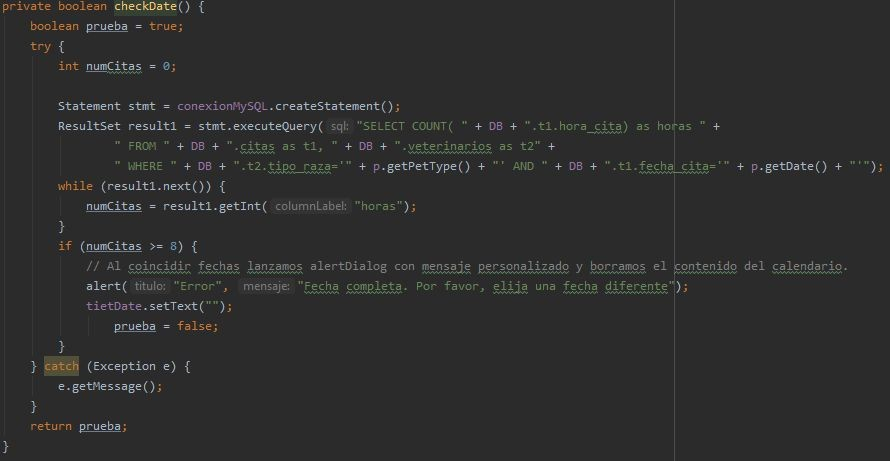 private boolean checkDate() {
boolean prueba = true;
try {
int numCitas = 0;
Statement stmt = conexionMySQL.createStatement();
ResultSet result1 = stmt.executeQuery( sql: "SELECT COUNT( " + DB + ".t1.hora_cita) as horas " +
" FROM " + DB + ".citas as t1, " + DB + ".veterinarios as t2" +
" WHERE " + DB + ".t2.tipo_raza='" + p.getPetType() + "' AND " + DB + ".t1.fecha_cita='" + p.getDate() + "'");
while (result1.next()) {
numCitas = result1.getInt( columnLabel: "horas");
}
if (numCitas >= 8) {
// Al coincidir fechas lanzamos alertDialog con mensaje personalizado y borramos el contenido del calendario.
alert( titulo: "Error", mensaje: "Fecha completa. Por favor, elija una fecha diferente");
tietDate.setText("");
prueba = false;
}
} catch (Exception e) {
e.getMessage();
}
return prueba;
}